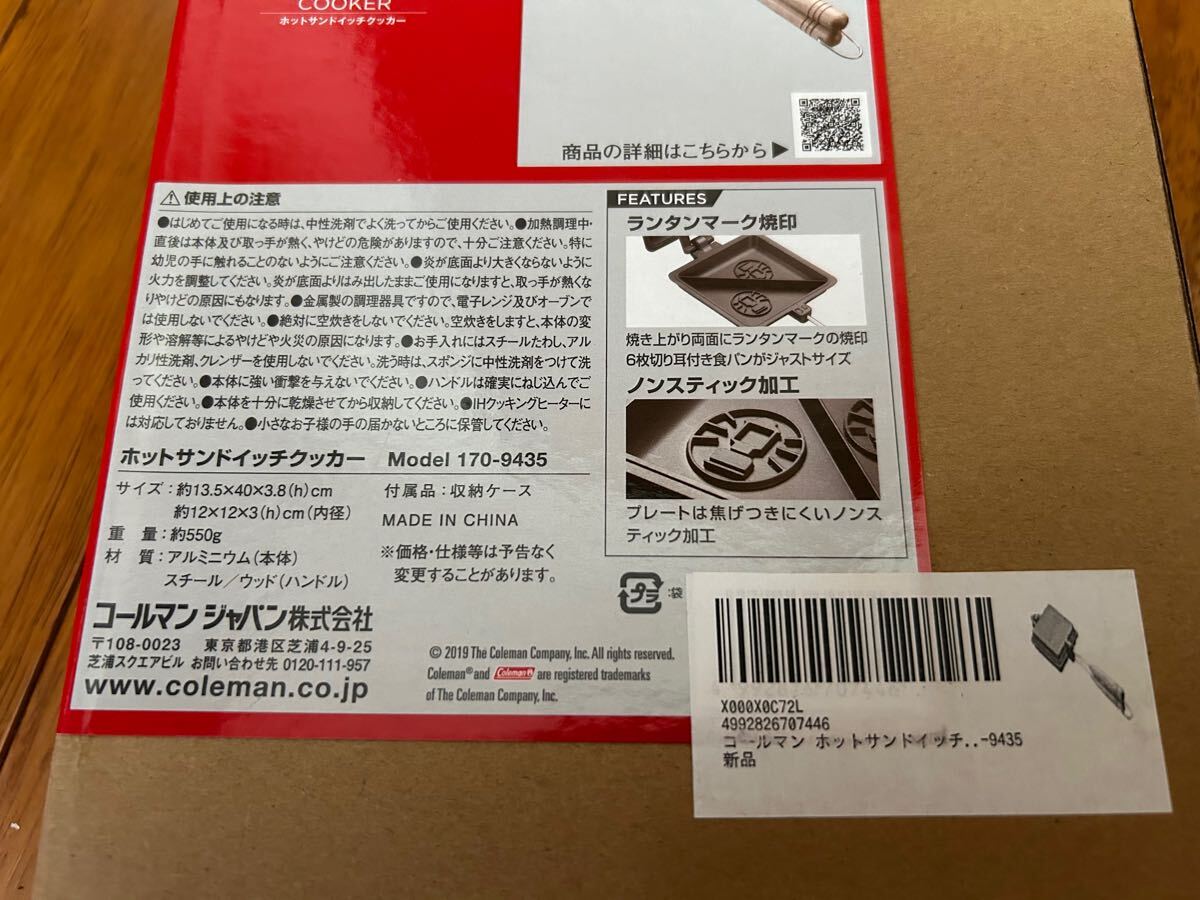 COOKER
ホットサンドイッチクッカー
商品の詳細はこちらから▶
⚠使用上の注意
●はじめてご使用になる時は、中性洗剤でよく洗ってからご使用ください。●加熱調理中・
直後は本体及び取っ手が熱く、やけどの危険がありますので、十分ご注意ください。特に
幼児の手に触れることのないようにご注意ください。●炎が底面より大きくならないように
火力を調整してください。炎が底面よりはみ出したままご使用になりますと、取っ手が熱くな
りやけどの原因にもなります。●金属製の調理器具ですので、電子レンジ及びオーブンで
は使用しないでください。●絶対に空炊きをしないでください。空炊きをしますと、本体の変
形や溶解等によるやけどや火災の原因になります。●お手入れにはスチールたわし、アル
カリ性洗剤、クレンザーを使用しないでください。洗う時は、スポンジに中性洗剤をつけて洗
ってください。●本体に強い衝撃を与えないでください。●ハンドルは確実にねじ込んでご
使用ください。●本体を十分に乾燥させてから収納してください。●IHクッキングヒーターに
は対応しておりません。●小さなお子様の手の届かないところに保管してください。
ホットサンドイッチクッカー Model 170-9435
サイズ：約13.5×40×3.8(h)cm
約12×12×3(h)cm(内径)
重 量：約550g
材 質：アルミニウム(本体)
スチール／ウッド(ハンドル)
付属品：収納ケース
MADE IN CHINA
※価格・仕様等は予告なく
変更することがあります。
コールマン ジャパン株式会社
〒108-0023 東京都港区芝浦4-9-25
芝浦スクエアビル お問い合わせ先 0120-111-957
www.coleman.co.jp
© 2019 The Coleman Company, Inc. All rights reserved.
Coleman® and Coleman are registered trademarks
of The Coleman Company, Inc.
FEATURES
ランタンマーク焼印
焼き上がり両面にランタンマークの焼印
6枚切り耳付き食パンがジャストサイズ
ノンスティック加工
プレートは焦げつきにくいノンス
ティック加工
プラ :袋
X000X0C72L
4992826707446
コールマン ホットサンドイッチ..-9435
新品